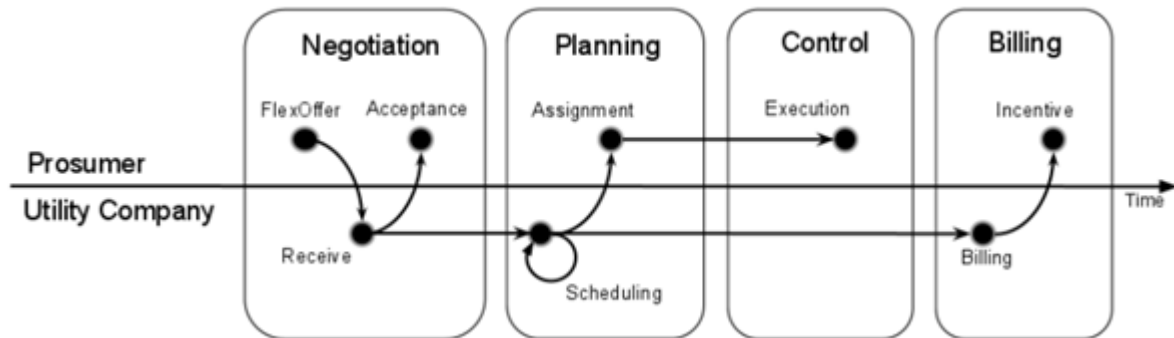 Negotiation
Planning
Control
Billing
FlexOffer
Acceptance
Assignment
Execution
Incentive
Prosumer
Utility Company
Time
Receive
Scheduling
Billing